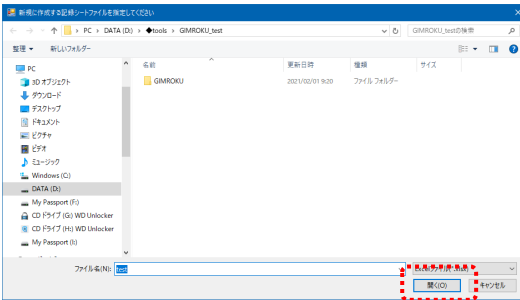 新規に作成する記録シートファイルを指定してください
PC > DATA (D:) > ◆tools > GIMROKU_test
GIMROKU_testの検索
整理 新しいフォルダー
名前 更新日時 種類 サイズ
GIMROKU 2021/02/01 9:20 ファイル フォルダー
PC
3D オブジェクト
ダウンロード
デスクトップ
ドキュメント
ピクチャ
ビデオ
ミュージック
Windows (C:)
DATA (D:)
My Passport (F:)
CD ドライブ (G:) WD Unlocker
CD ドライブ (H:) WD Unlocker
My Passport (I:)
ファイル名(N): test
開く(O) キャンセル